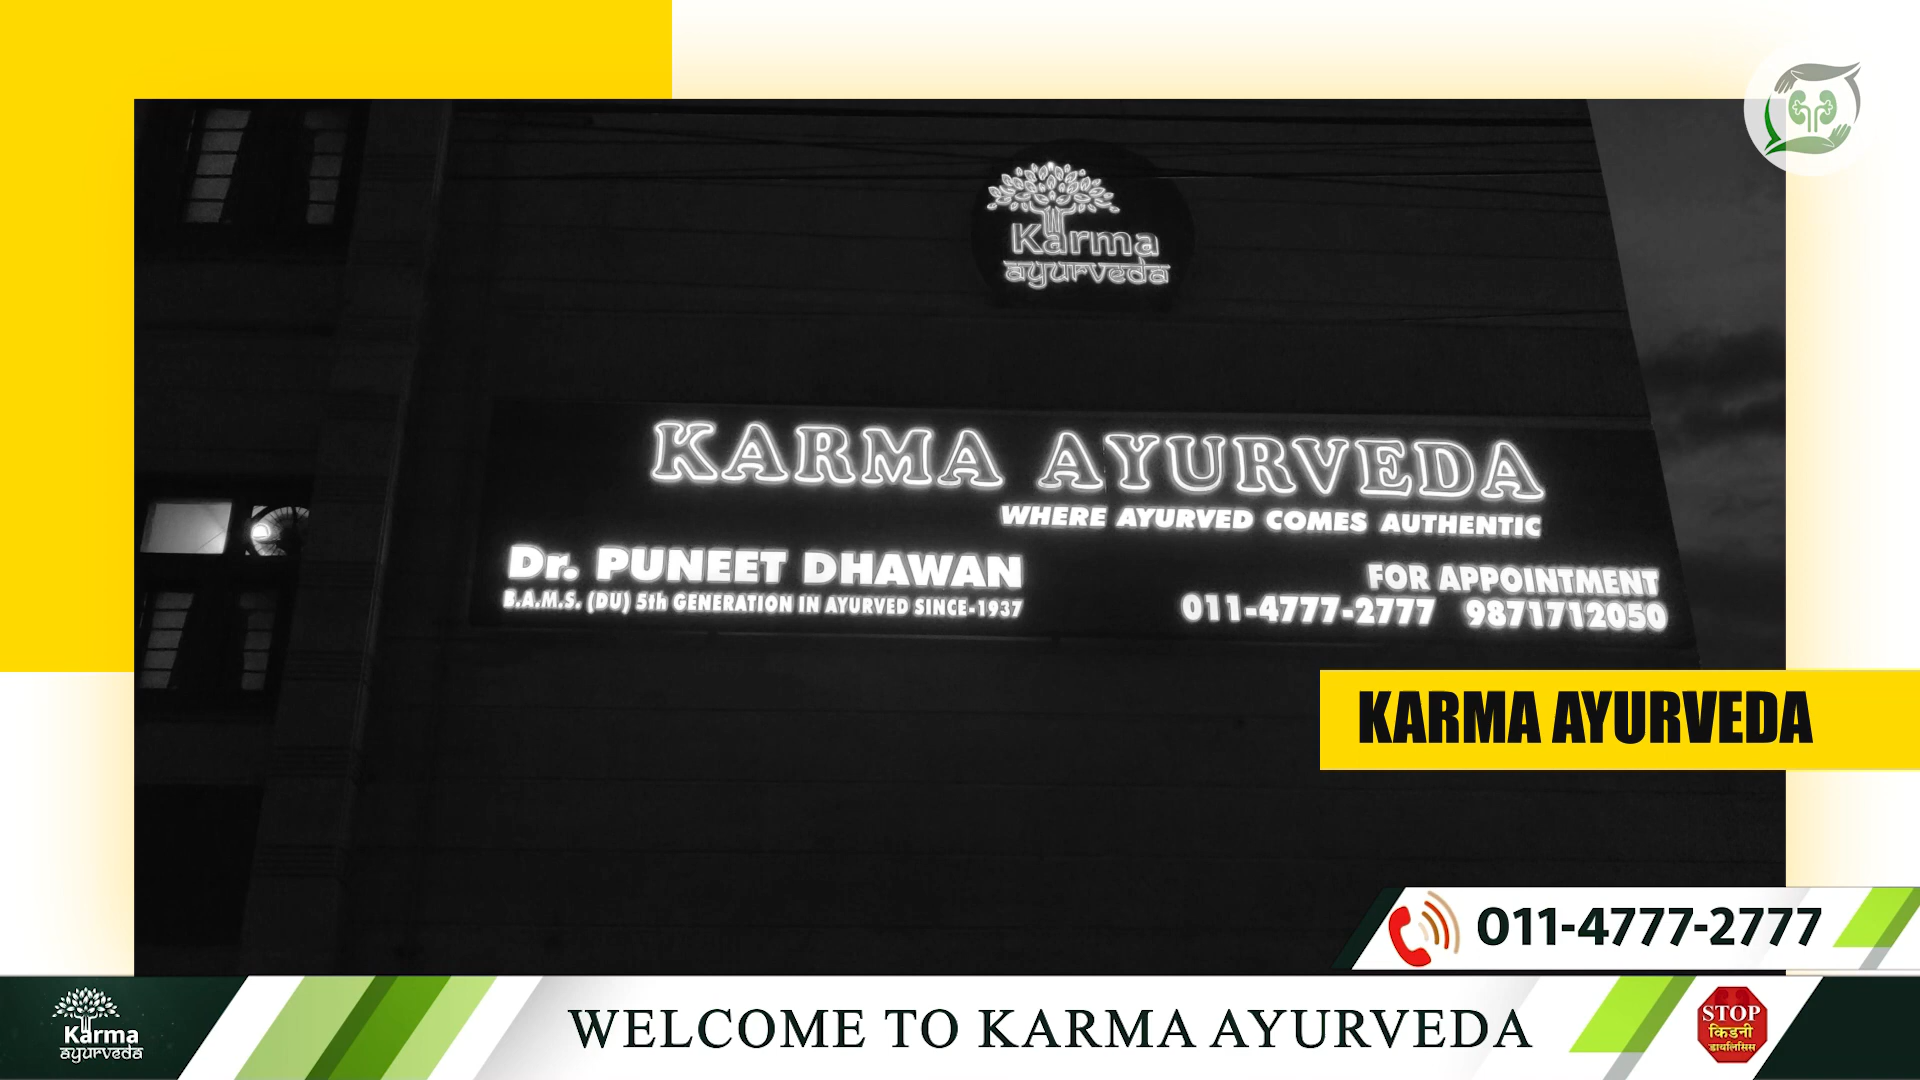 Karma
ayurveda
KARMA AYURVEDA
WHERE AYURVED COMES AUTHENTIC
Dr. PUNEET DHAWAN
B.A.M.S. (DU) 5th GENERATION IN AYURVED SINCE-1937
FOR APPOINTMENT
011-4777-2777 9871712050
KARMA AYURVEDA
011-4777-2777
Karma
ayurveda
WELCOME TO KARMA AYURVEDA
STOP
किडनी
डायलिसिस